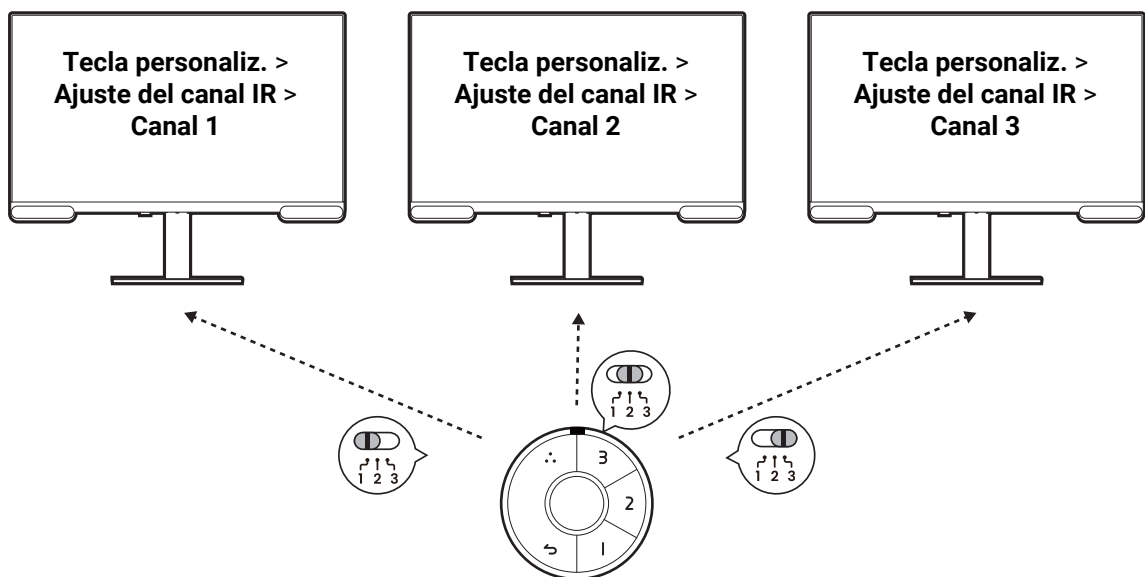 Tecla personaliz. >
Ajuste del canal IR >
Canal 1
Tecla personaliz. >
Ajuste del canal IR >
Canal 2
Tecla personaliz. >
Ajuste del canal IR >
Canal 3
1 2 3
1 2 3
1 2 3
3
2
1